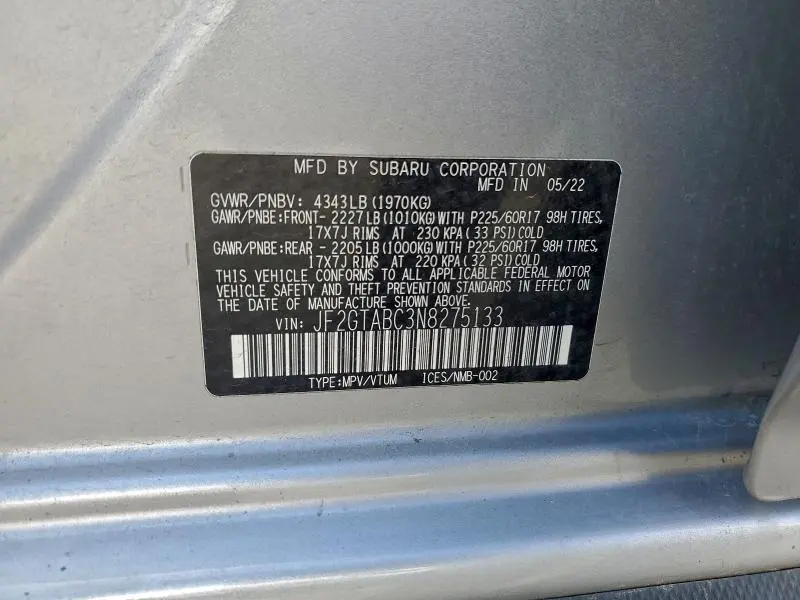 MFD BY SUBARU CORPORATION
MFD IN 05/22
GVWR/PNBV: 4343LB (1970KG)
GAWR/PNBE:FRONT- 2227LB (1010KG) WITH P225/60R17 98H TIRES,
17X7J RIMS AT 230 KPA (33 PSI) COLD
GAWR/PNBE:REAR - 2205LB (1000KG) WITH P225/60R17 98H TIRES,
17X7J RIMS AT 220 KPA (32 PSI) COLD
THIS VEHICLE CONFORMS TO ALL APPLICABLE FEDERAL MOTOR
VEHICLE SAFETY AND THEFT PREVENTION STANDARDS IN EFFECT ON
THE DATE OF MANUFACTURE SHOWN ABOVE.
VIN: JF2GTABC3N8275133
TYPE:MPV/VTUM ICES/NMB-002